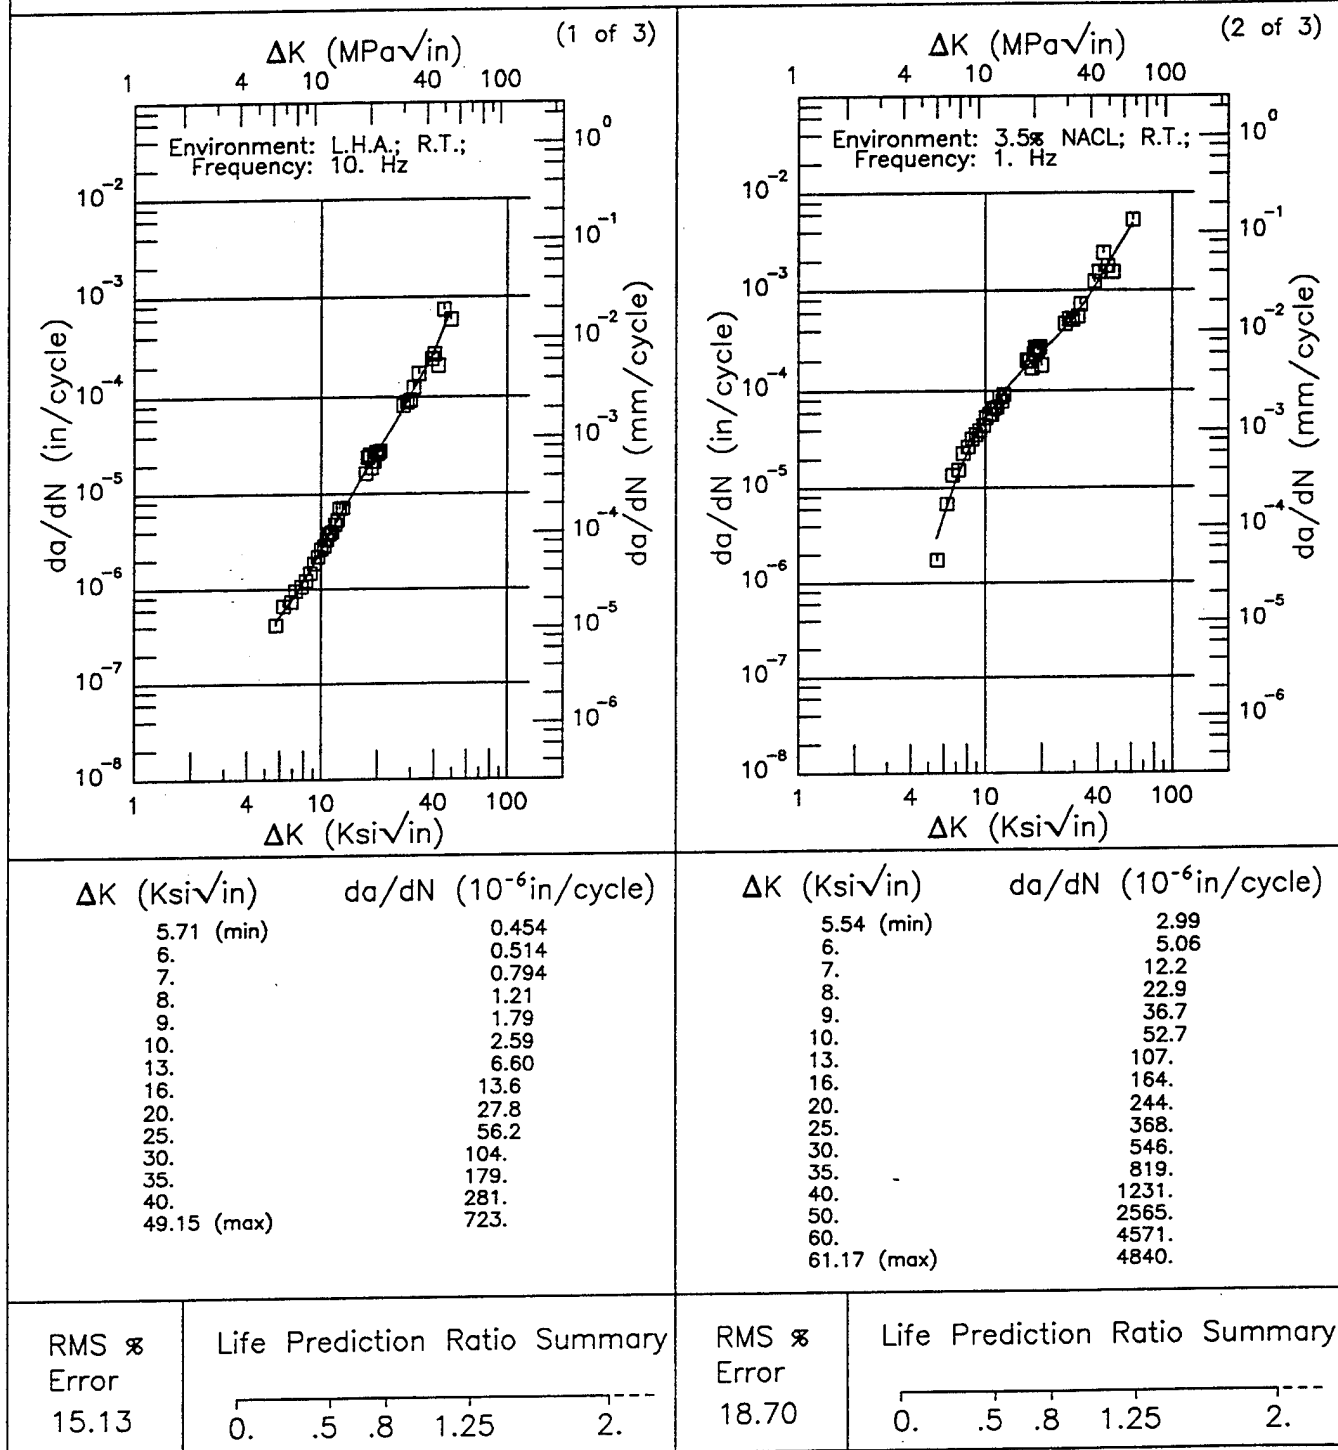 (1 of 3)
ΔK (MPa√in)
1 4 10 40 100
Environment: L.H.A.; R.T.;
Frequency: 10. Hz
da/dN (in/cycle)
10⁻²
10⁻³
10⁻⁴
10⁻⁵
10⁻⁶
10⁻⁷
10⁻⁸
10⁰
10⁻¹
10⁻²
10⁻³
10⁻⁴
10⁻⁵
10⁻⁶
da/dN (mm/cycle)
1 4 10 40 100
ΔK (Ksi√in)
(2 of 3)
ΔK (MPa√in)
1 4 10 40 100
Environment: 3.5% NACL; R.T.;
Frequency: 1. Hz
da/dN (in/cycle)
10⁻²
10⁻³
10⁻⁴
10⁻⁵
10⁻⁶
10⁻⁷
10⁻⁸
10⁰
10⁻¹
10⁻²
10⁻³
10⁻⁴
10⁻⁵
10⁻⁶
da/dN (mm/cycle)
1 4 10 40 100
ΔK (Ksi√in)
ΔK (Ksi√in) da/dN (10⁻⁶in/cycle)
5.71 (min) 0.454
6. 0.514
7. 0.794
8. 1.21
9. 1.79
10. 2.59
13. 6.60
16. 13.6
20. 27.8
25. 56.2
30. 104.
35. 179.
40. 281.
49.15 (max) 723.
ΔK (Ksi√in) da/dN (10⁻⁶in/cycle)
5.54 (min) 2.99
6. 5.06
7. 12.2
8. 22.9
9. 36.7
10. 52.7
13. 107.
16. 164.
20. 244.
25. 368.
30. 546.
35. 819.
40. 1231.
50. 2565.
60. 4571.
61.17 (max) 4840.
RMS %
Error
15.13
Life Prediction Ratio Summary
0. .5 .8 1.25 2.
RMS %
Error
18.70
Life Prediction Ratio Summary
0. .5 .8 1.25 2.